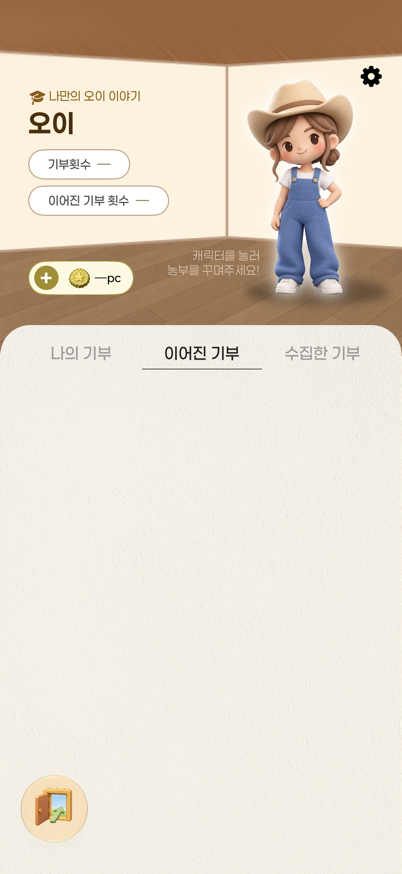 나만의 오이 이야기
오이
기부횟수 —
이어진 기부 횟수 —
—pc
캐릭터를 눌러
농부를 꾸며주세요!
나의 기부
이어진 기부
수집한 기부